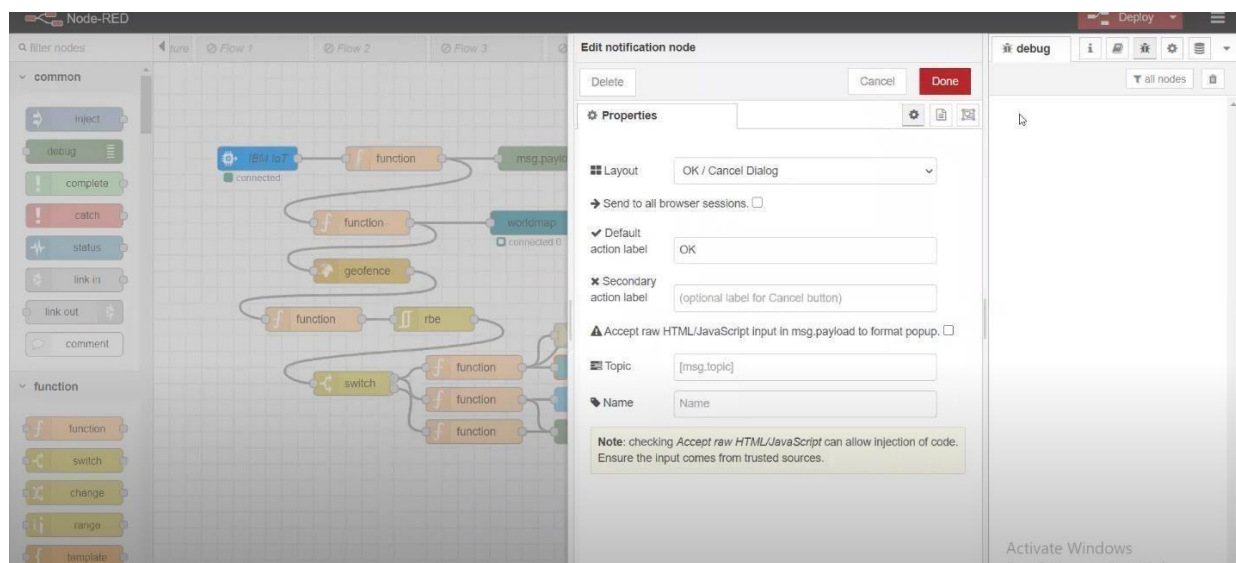 Node-RED
Deploy
filter nodes
Flow 1
Flow 2
Flow 3
common
inject
debug
complete
catch
status
link in
link out
comment
function
function
switch
change
range
template
IBM IoT
connected
function
msg.paylo
function
worldmap
connected 0
geofence
function
rbe
switch
function
function
function
Edit notification node
Delete
Cancel
Done
Properties
Layout
OK / Cancel Dialog
Send to all browser sessions.
Default
action label
OK
Secondary
action label
(optional label for Cancel button)
Accept raw HTML/JavaScript input in msg.payload to format popup.
Topic
[msg.topic]
Name
Name
Note: checking Accept raw HTML/JavaScript can allow injection of code.
Ensure the input comes from trusted sources.
debug
i
all nodes
Activate Windows